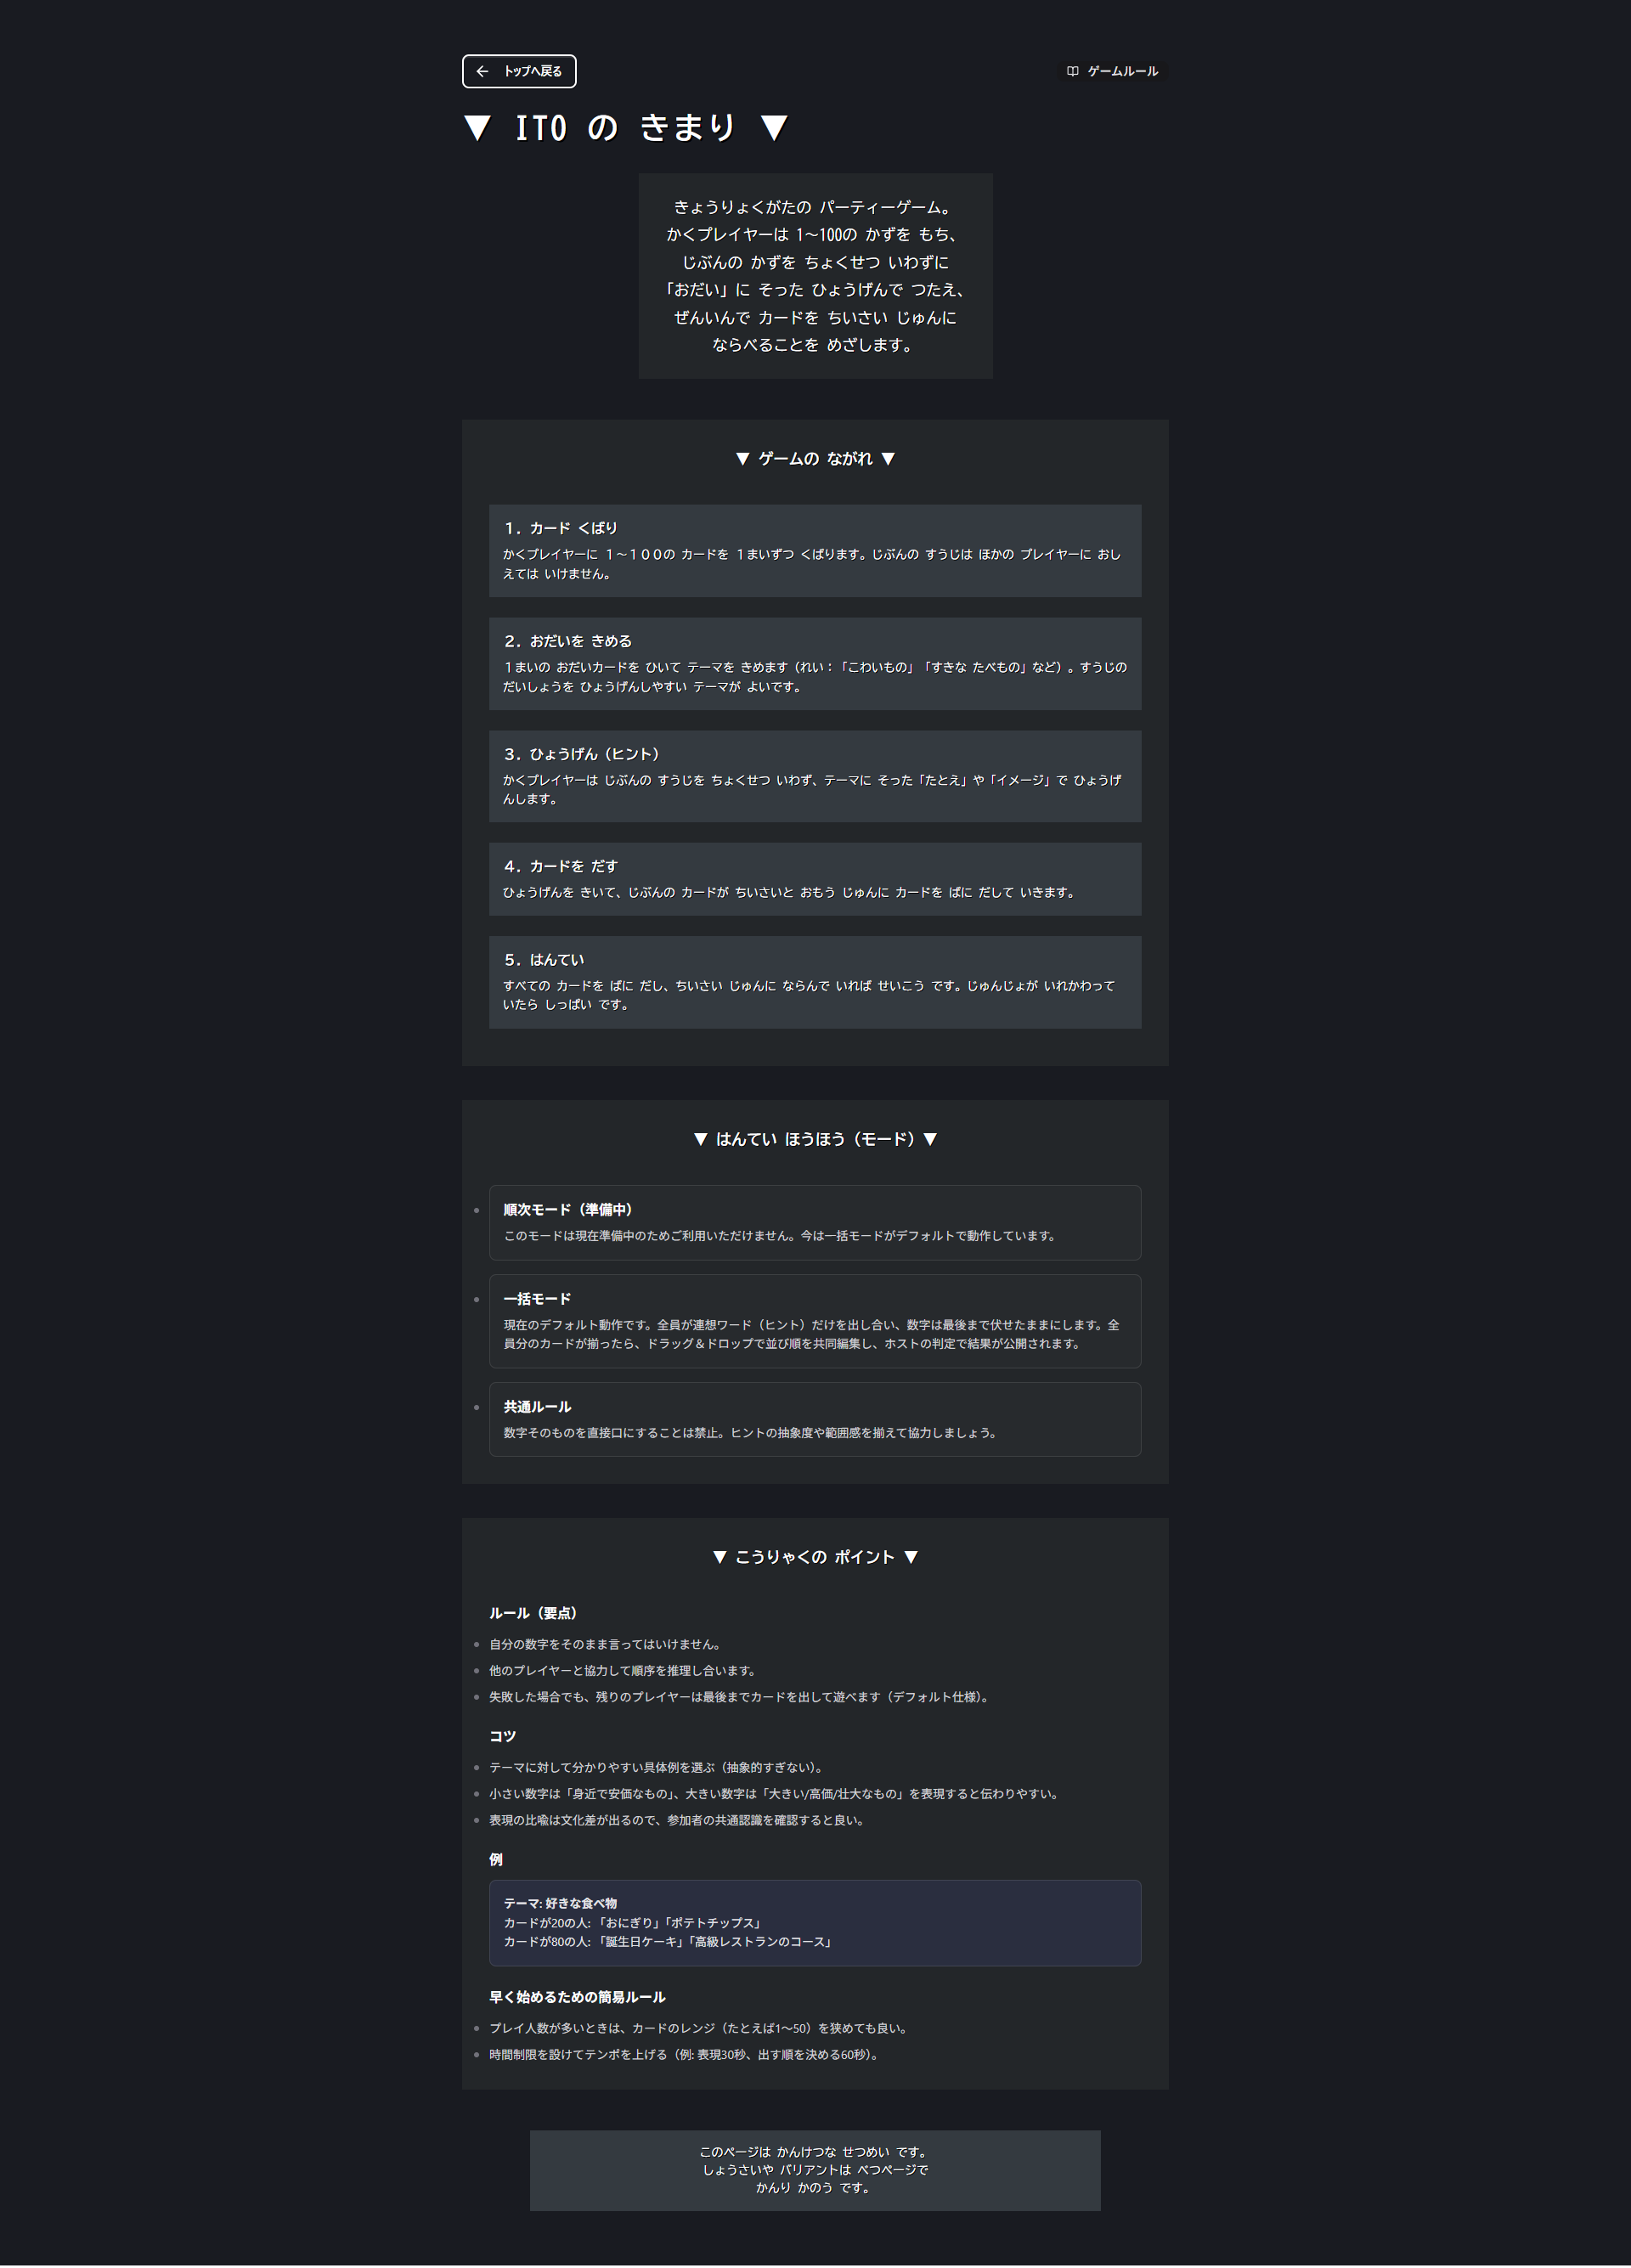 トップへ戻る
ゲームルール
▼ ITO の きまり ▼
きょうりょくがたの パーティーゲーム。
かくプレイヤーは 1〜100の かずを もち、
じぶんの かずを ちょくせつ いわずに
「おだい」に そった ひょうげんで つたえ、
ぜんいんで カードを ちいさい じゅんに
ならべることを めざします。
▼ ゲームの ながれ ▼
１．カード くばり
かくプレイヤーに １〜１００の カードを １まいずつ くばります。じぶんの すうじは ほかの プレイヤーに おし
えては いけません。
２．おだいを きめる
１まいの おだいカードを ひいて テーマを きめます（れい：「こわいもの」「すきな たべもの」など）。すうじの
だいしょうを ひょうげんしやすい テーマが よいです。
３．ひょうげん（ヒント）
かくプレイヤーは じぶんの すうじを ちょくせつ いわず、テーマに そった「たとえ」や「イメージ」で ひょうげ
んします。
４．カードを だす
ひょうげんを きいて、じぶんの カードが ちいさいと おもう じゅんに カードを ばに だして いきます。
５．はんてい
すべての カードを ばに だし、ちいさい じゅんに ならんで いれば せいこう です。じゅんじょが いれかわって
いたら しっぱい です。
▼ はんてい ほうほう（モード）▼
順次モード（準備中）
このモードは現在準備中のためご利用いただけません。今は一括モードがデフォルトで動作しています。
一括モード
現在のデフォルト動作です。全員が連想ワード（ヒント）だけを出し合い、数字は最後まで伏せたままにします。全
員分のカードが揃ったら、ドラッグ＆ドロップで並び順を共同編集し、ホストの判定で結果が公開されます。
共通ルール
数字そのものを直接口にすることは禁止。ヒントの抽象度や範囲感を揃えて協力しましょう。
▼ こうりゃくの ポイント ▼
ルール（要点）
自分の数字をそのまま言ってはいけません。
他のプレイヤーと協力して順序を推理し合います。
失敗した場合でも、残りのプレイヤーは最後までカードを出して遊べます（デフォルト仕様）。
コツ
テーマに対して分かりやすい具体例を選ぶ（抽象的すぎない）。
小さい数字は「身近で安価なもの」、大きい数字は「大きい/高価/壮大なもの」を表現すると伝わりやすい。
表現の比喩は文化差が出るので、参加者の共通認識を確認すると良い。
例
テーマ: 好きな食べ物
カードが20の人: 「おにぎり」「ポテトチップス」
カードが80の人: 「誕生日ケーキ」「高級レストランのコース」
早く始めるための簡易ルール
プレイ人数が多いときは、カードのレンジ（たとえば1〜50）を狭めても良い。
時間制限を設けてテンポを上げる（例: 表現30秒、出す順を決める60秒）。
このページは かんけつな せつめい です。
しょうさいや バリアントは べつページで
かんり かのう です。